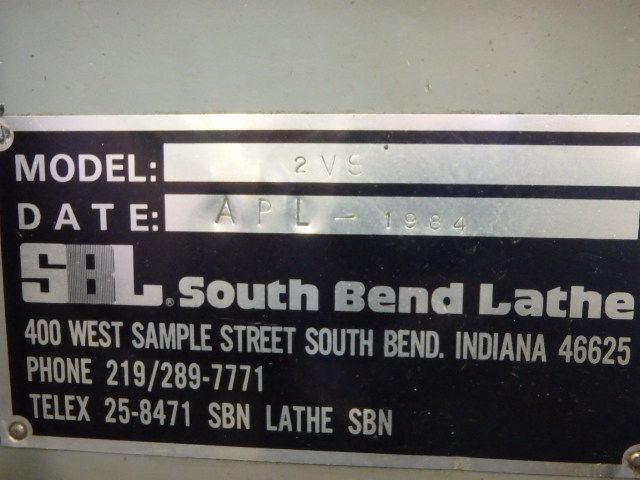 MODEL: 2VS
DATE: APL - 1984
SBL® South Bend Lathe
400 WEST SAMPLE STREET SOUTH BEND. INDIANA 46625
PHONE 219/289-7771
TELEX 25-8471 SBN LATHE SBN